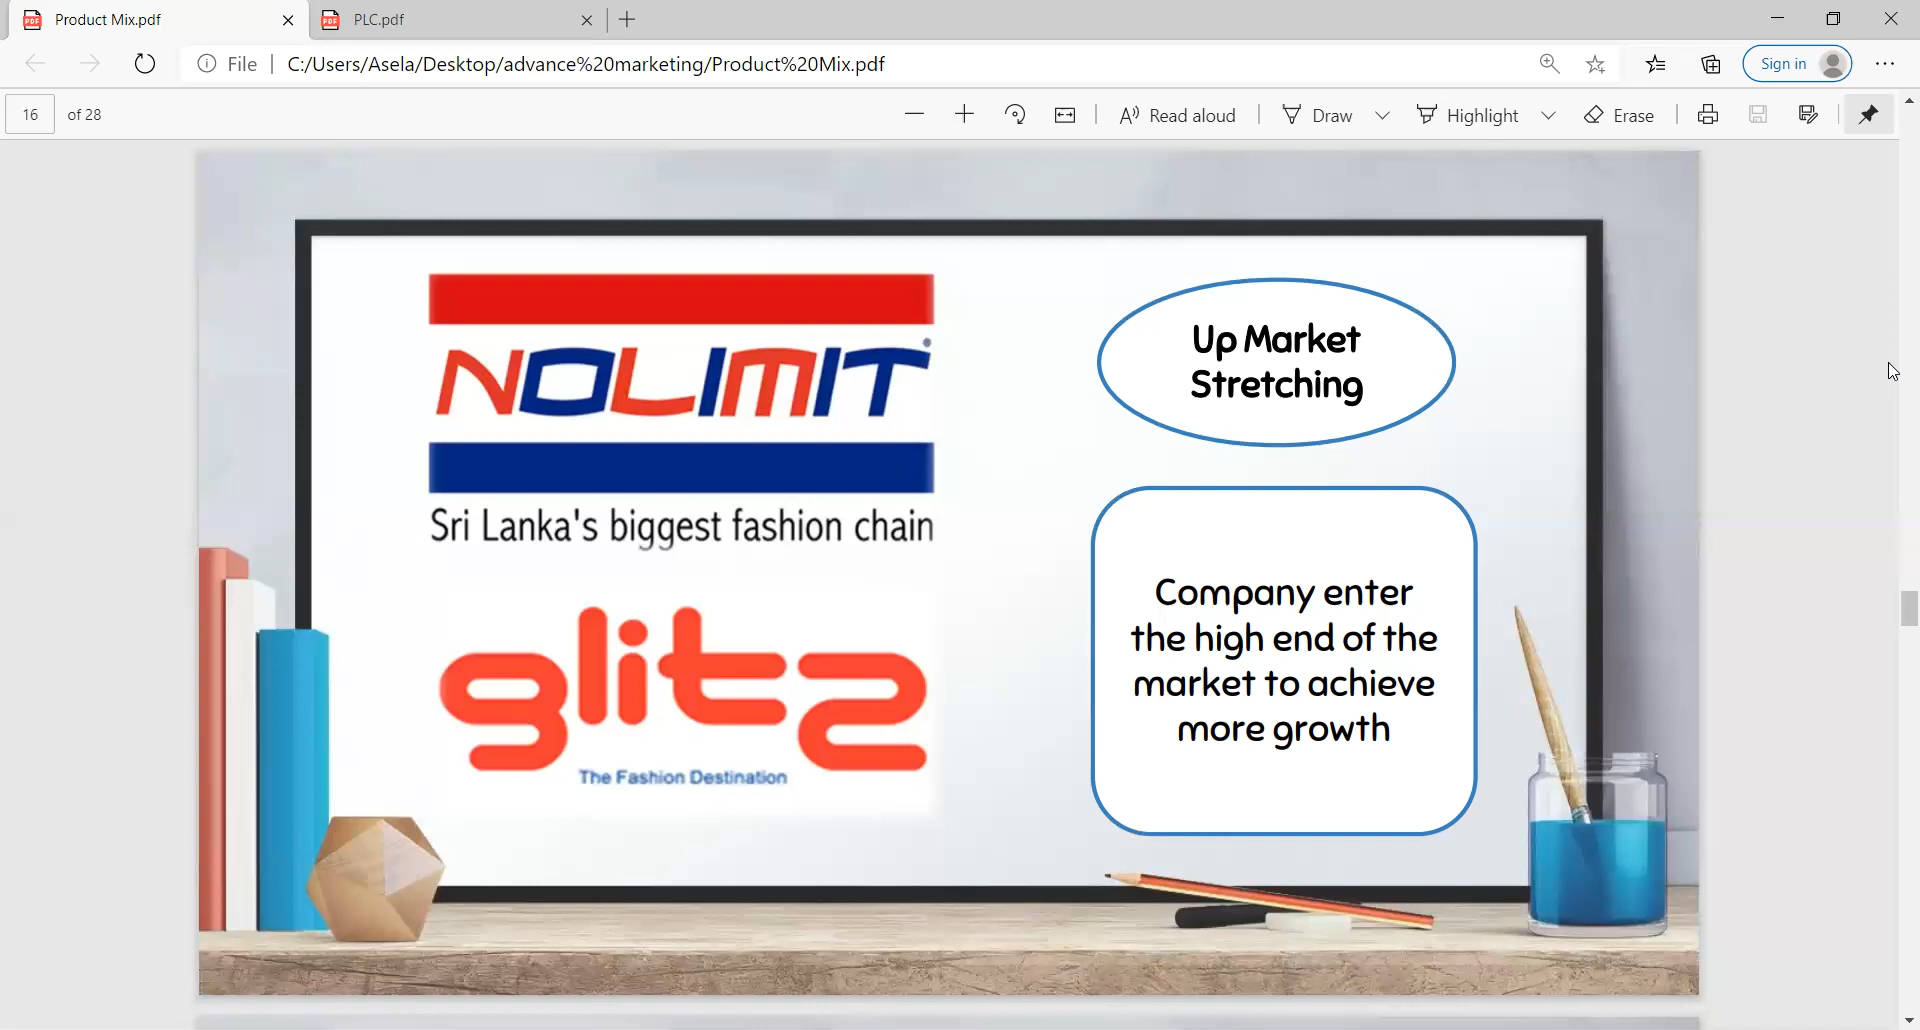 Product Mix.pdf
PLC.pdf
File
C:/Users/Asela/Desktop/advance%20marketing/Product%20Mix.pdf
Sign in
16 of 28
Read aloud
Draw
Highlight
Erase
NOLIMIT
Sri Lanka's biggest fashion chain
glitz
The Fashion Destination
Up Market
Stretching
Company enter
the high end of the
market to achieve
more growth